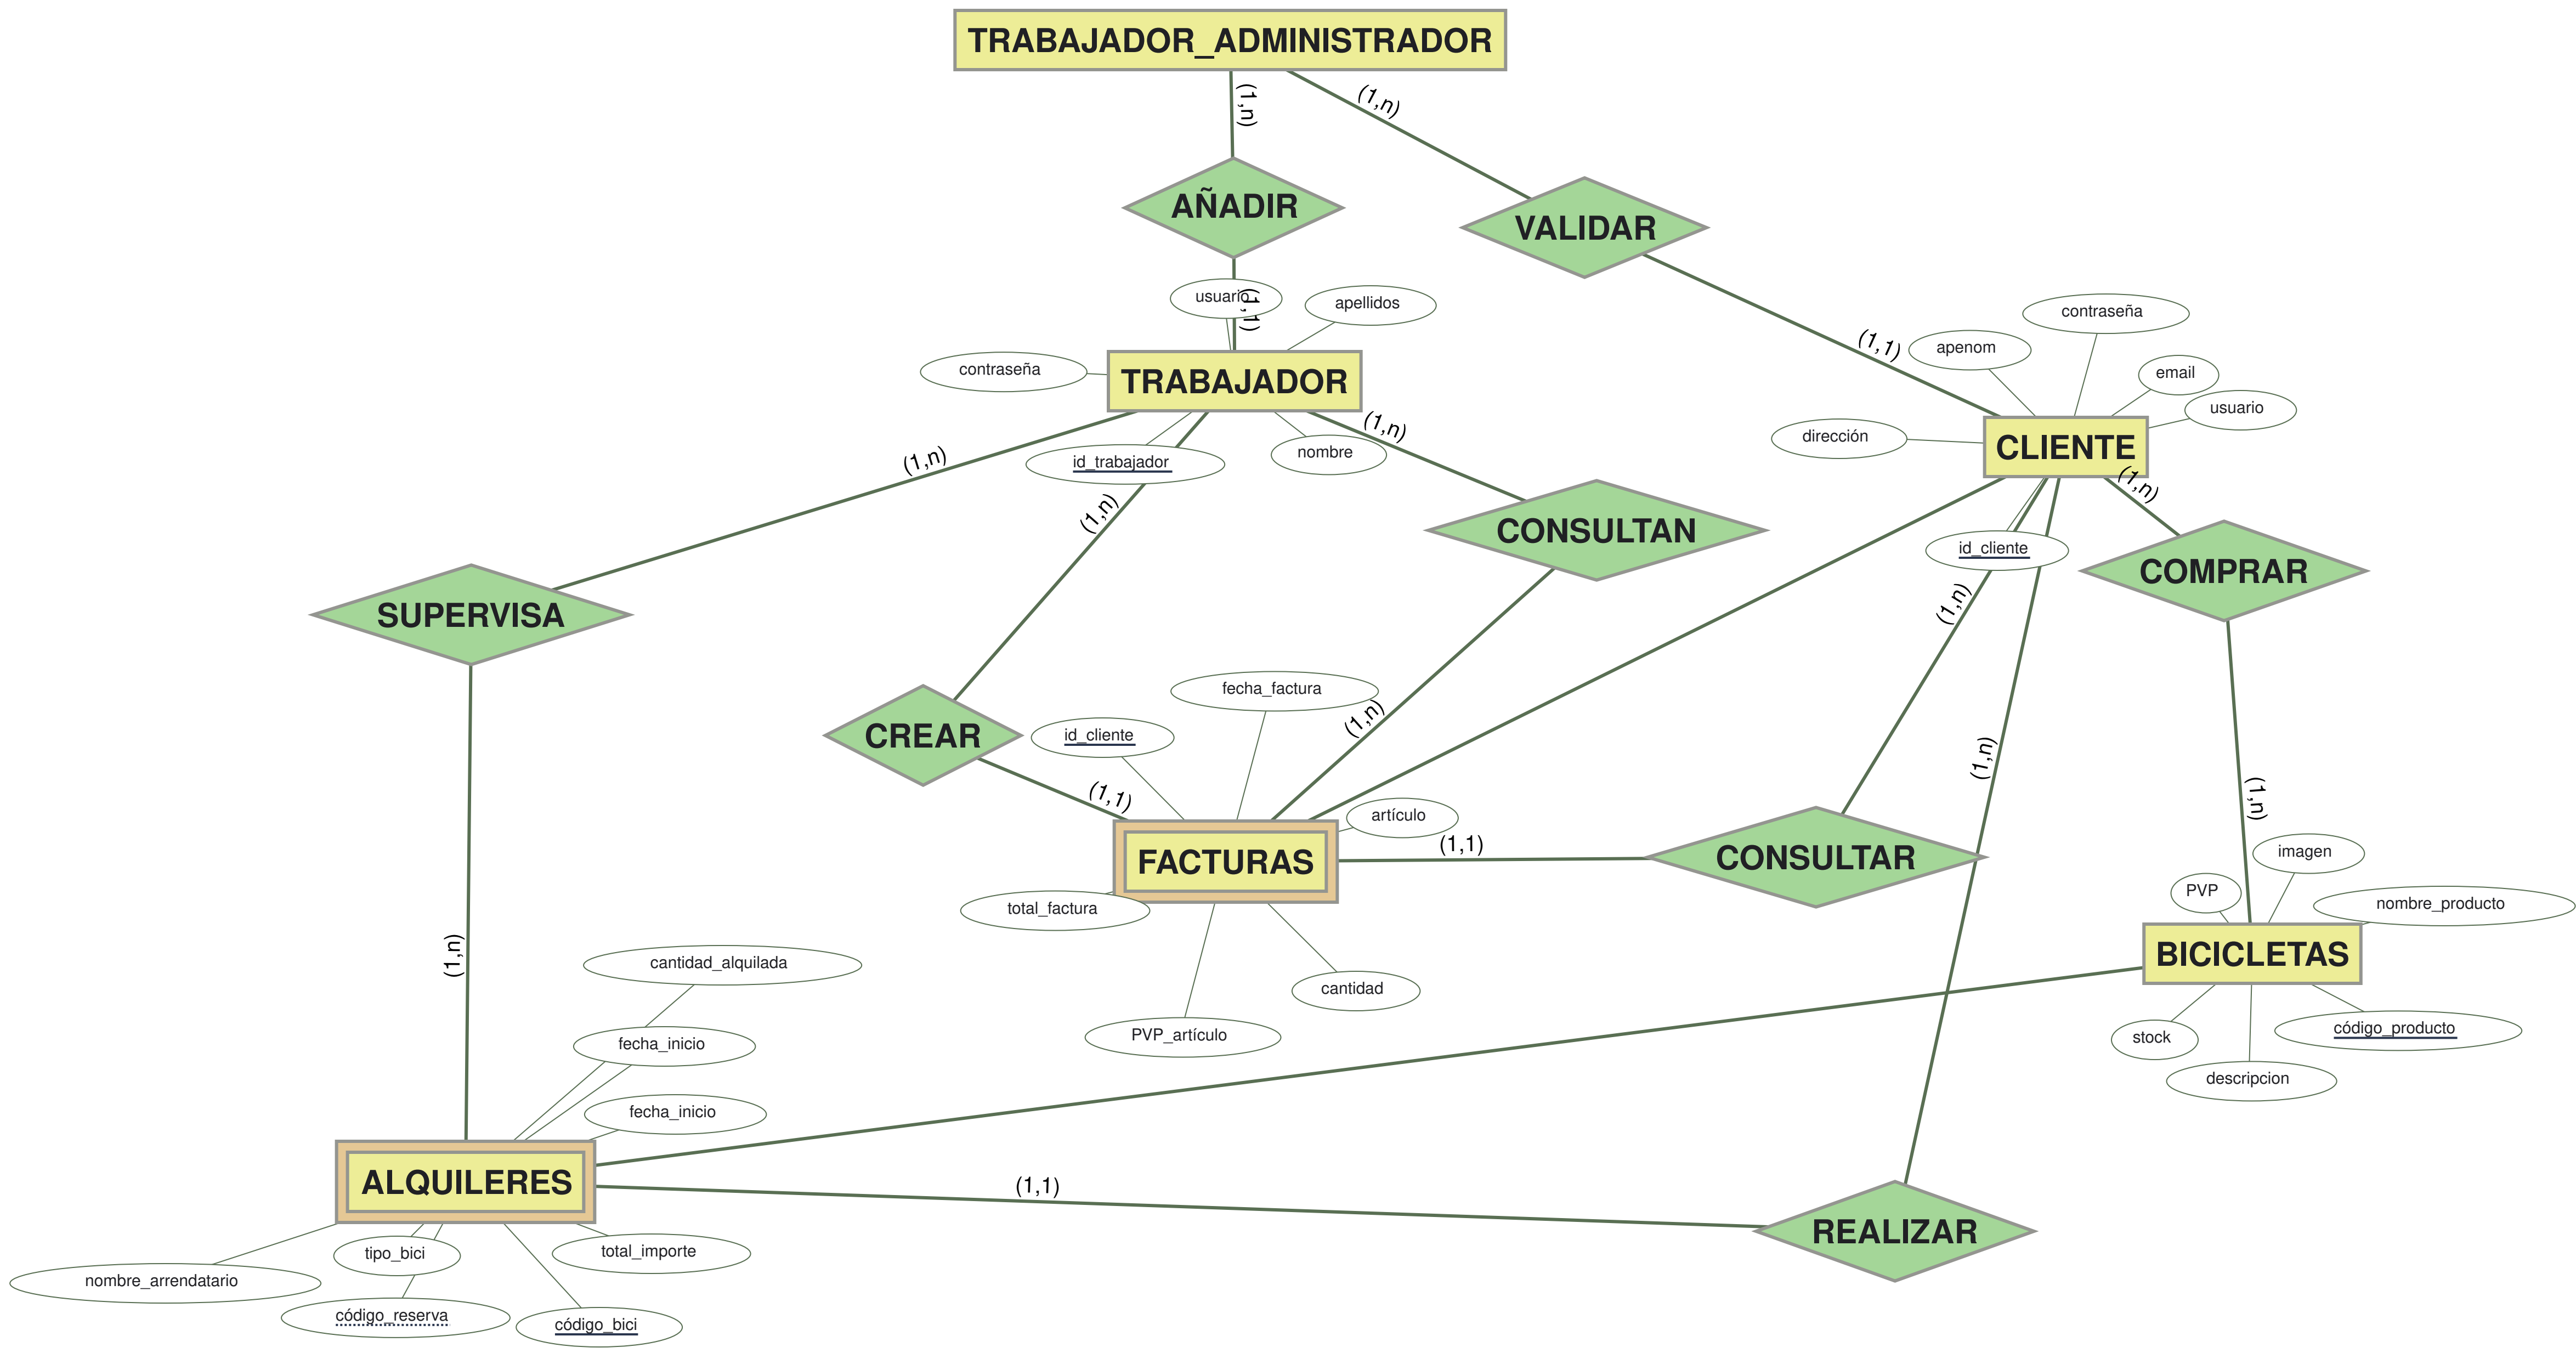 TRABAJADOR_ADMINISTRADOR
(1,n)
(1,n)
AÑADIR
VALIDAR
usuario
(1,1)
apellidos
contraseña
TRABAJADOR
id_trabajador
nombre
(1,1)
apenom
contraseña
email
usuario
dirección
CLIENTE
(1,n)
(1,n)
(1,n)
(1,n)
CONSULTAN
id_cliente
COMPRAR
SUPERVISA
(1,n)
CREAR
fecha_factura
id_cliente
(1,n)
(1,n)
(1,1)
artículo
(1,1)
FACTURAS
CONSULTAR
(1,n)
total_factura
PVP_artículo
cantidad
imagen
PVP
nombre_producto
BICICLETAS
stock
código_producto
descripcion
(1,n)
cantidad_alquilada
fecha_inicio
fecha_inicio
ALQUILERES
(1,1)
REALIZAR
tipo_bici
total_importe
nombre_arrendatario
código_reserva
código_bici